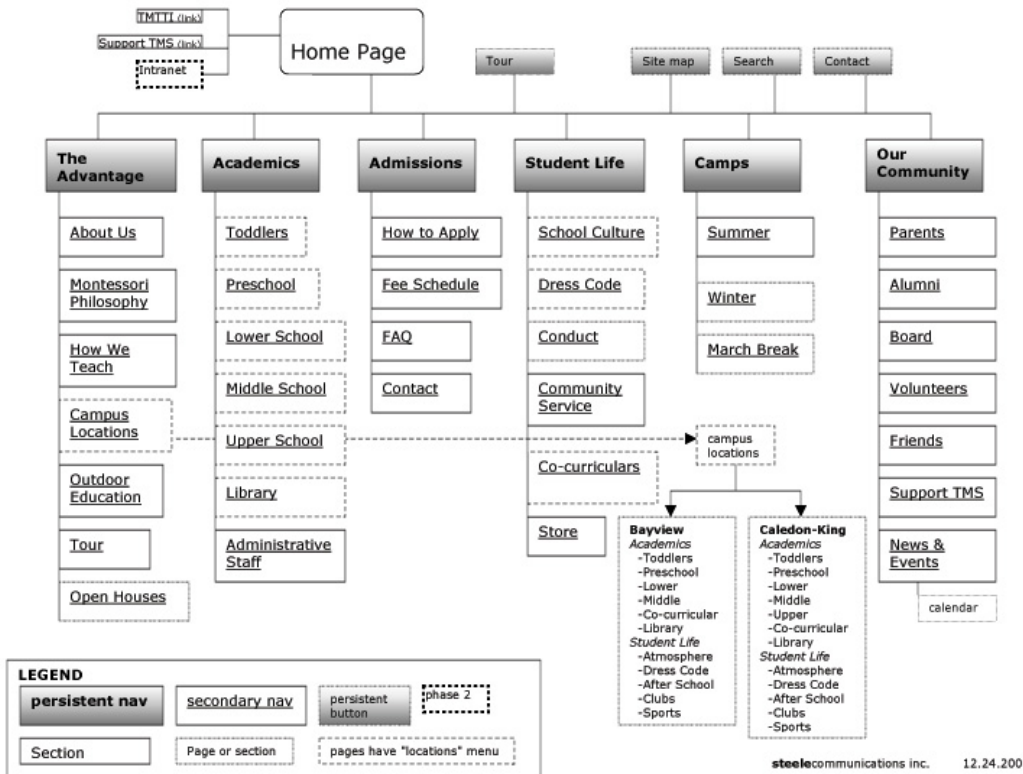 TMTTI (link)
Support TMS (link)
Intranet
Home Page
Tour
Site map
Search
Contact
The
Advantage
Academics
Admissions
Student Life
Camps
Our
Community
About Us
Montessori
Philosophy
How We
Teach
Campus
Locations
Outdoor
Education
Tour
Open Houses
Toddlers
Preschool
Lower School
Middle School
Upper School
Library
Administrative
Staff
How to Apply
Fee Schedule
FAQ
Contact
School Culture
Dress Code
Conduct
Community
Service
Co-curriculars
Store
Summer
Winter
March Break
campus
locations
Bayview
Academics
-Toddlers
-Preschool
-Lower
-Middle
-Co-curricular
-Library
Student Life
-Atmosphere
-Dress Code
-After School
-Clubs
-Sports
Caledon-King
Academics
-Toddlers
-Preschool
-Lower
-Middle
-Upper
-Co-curricular
-Library
Student Life
-Atmosphere
-Dress Code
-After School
-Clubs
-Sports
Parents
Alumni
Board
Volunteers
Friends
Support TMS
News &
Events
calendar
LEGEND
persistent nav
secondary nav
persistent
button
phase 2
Section
Page or section
pages have "locations" menu
steelecommunications inc. 12.24.200